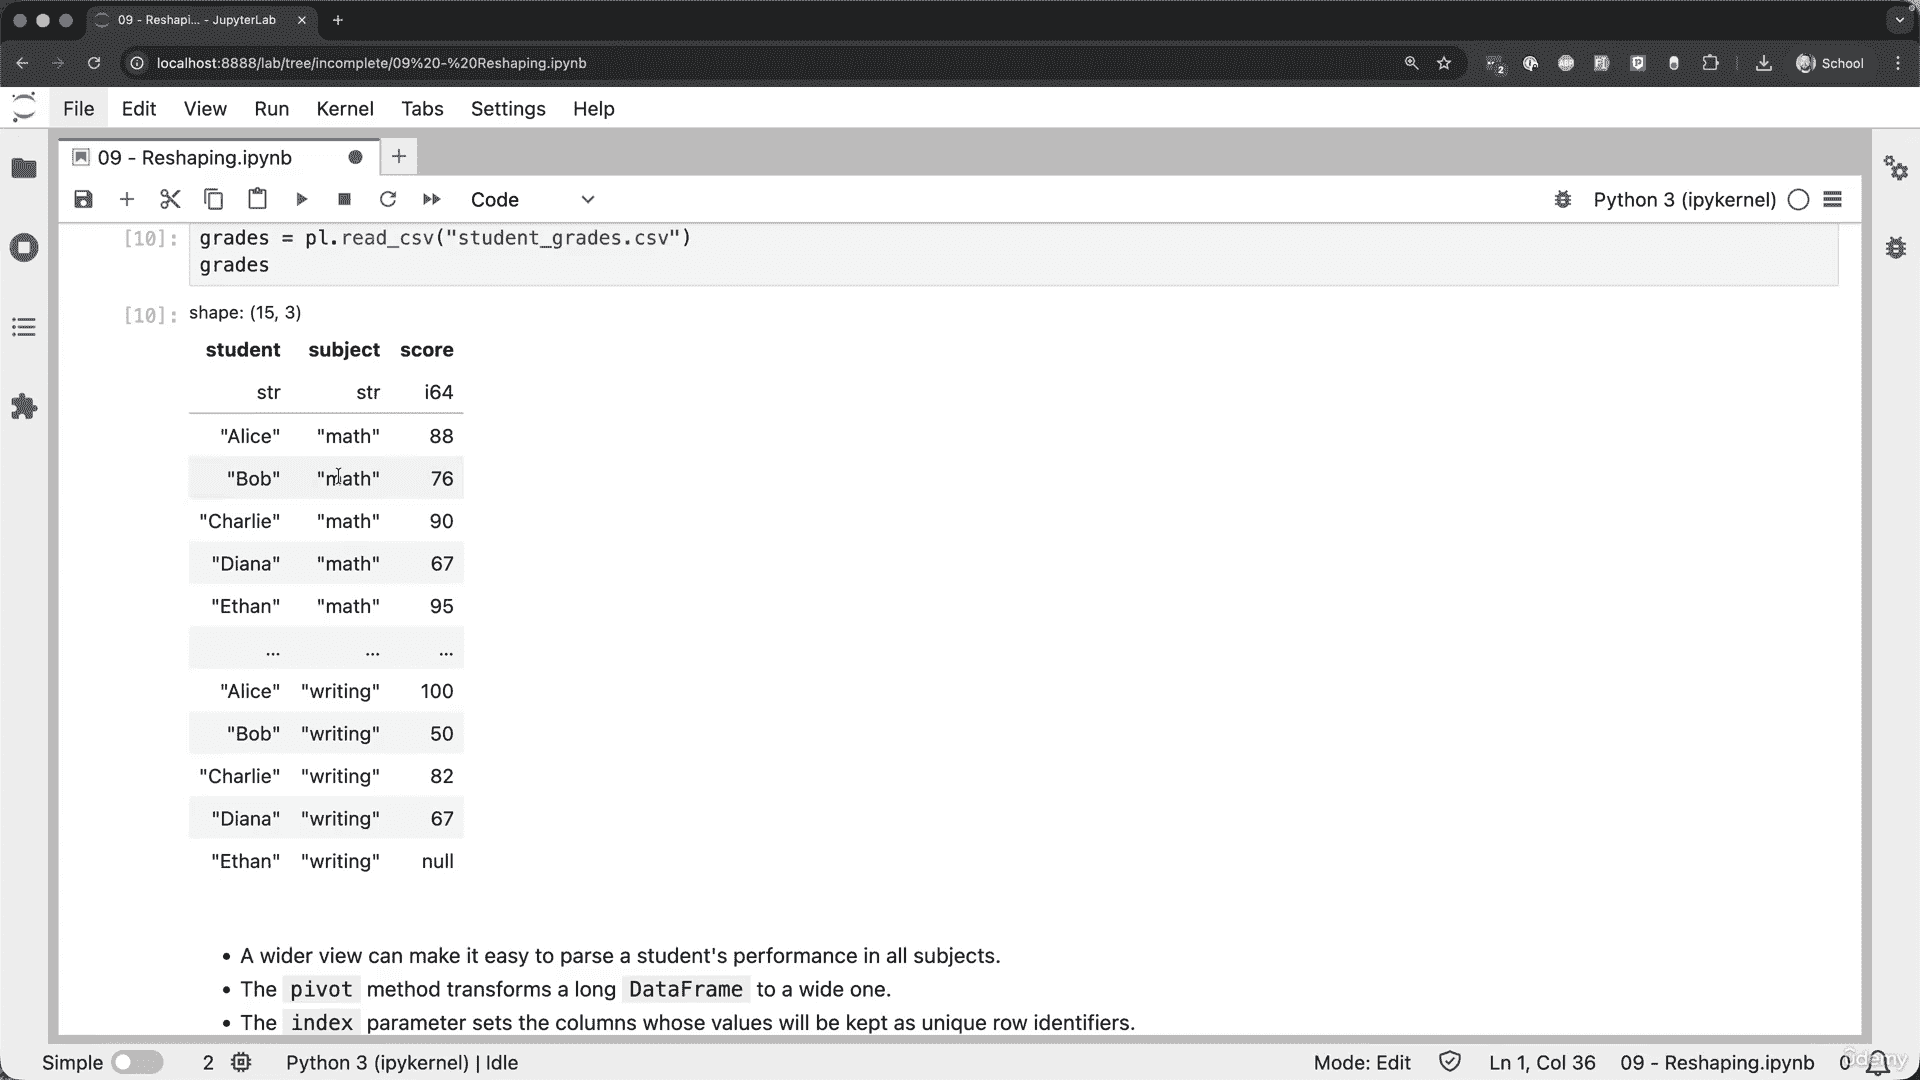 09 - Reshapi... - JupyterLab
localhost:8888/lab/tree/incomplete/09%20-%20Reshaping.ipynb
2
School
File Edit View Run Kernel Tabs Settings Help
09 - Reshaping.ipynb
Code
Python 3 (ipykernel)
[10]: grades = pl.read_csv("student_grades.csv")
grades
[10]: shape: (15, 3)
student subject score
str str i64
"Alice" "math" 88
"Bob" "math" 76
"Charlie" "math" 90
"Diana" "math" 67
"Ethan" "math" 95
... ... ...
"Alice" "writing" 100
"Bob" "writing" 50
"Charlie" "writing" 82
"Diana" "writing" 67
"Ethan" "writing" null
• A wider view can make it easy to parse a student's performance in all subjects.
• The pivot method transforms a long DataFrame to a wide one.
• The index parameter sets the columns whose values will be kept as unique row identifiers.
Simple 2 Python 3 (ipykernel) | Idle Mode: Edit Ln 1, Col 36 09 - Reshaping.ipynb 0
udemy